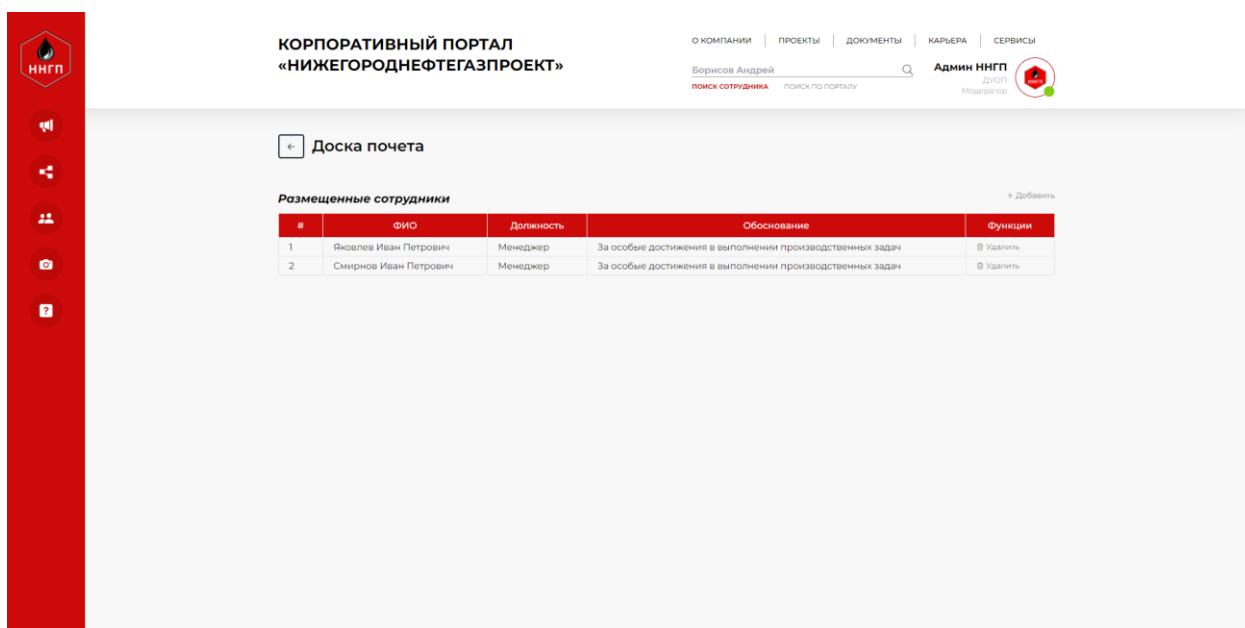 ННГП
КОРПОРАТИВНЫЙ ПОРТАЛ
«НИЖЕГОРОДНЕФТЕГАЗПРОЕКТ»
О КОМПАНИИ | ПРОЕКТЫ | ДОКУМЕНТЫ | КАРЬЕРА | СЕРВИСЫ
Борисов Андрей
ПОИСК СОТРУДНИКА ПОИСК ПО ПОРТАЛУ
Админ ННГП
ДУОП
Модератор
ННГП
← Доска почета
Размещенные сотрудники
+ Добавить
# ФИО Должность Обоснование Функции
1 Яковлев Иван Петрович Менеджер За особые достижения в выполнении производственных задач Удалить
2 Смирнов Иван Петрович Менеджер За особые достижения в выполнении производственных задач Удалить
?